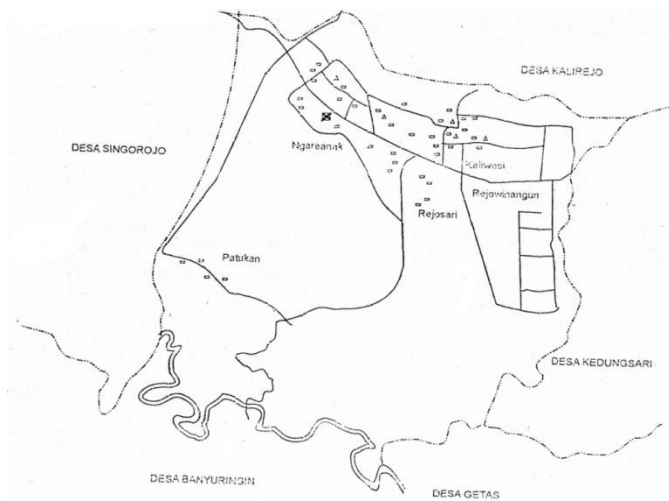 DESA KALIREJO
DESA SINGOROJO
Ngareanak
Kaliwesi
Rejowinangun
Rejosari
Patukan
DESA KEDUNGSARI
DESA BANYURINGIN
DESA GETAS